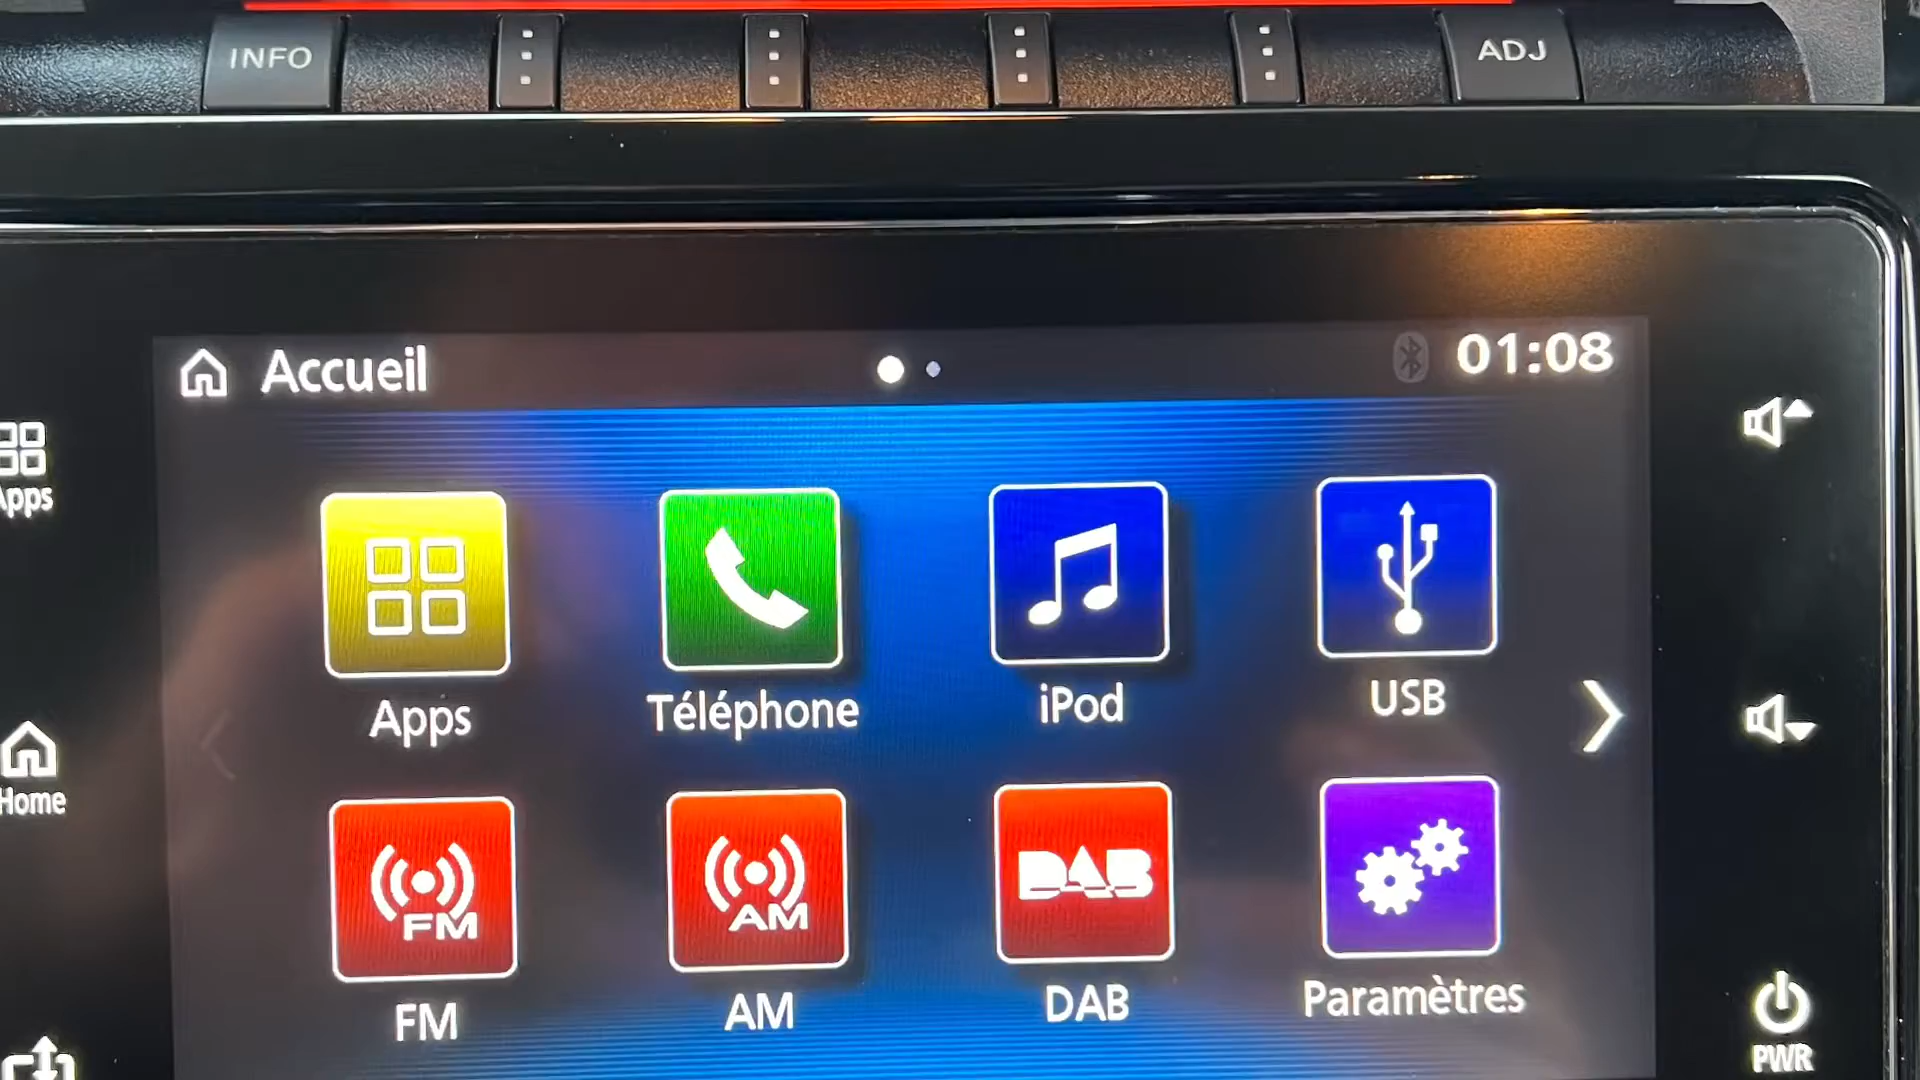 INFO
ADJ
Accueil
01:08
Apps
Apps
Téléphone
iPod
USB
Home
FM
AM
DAB
FM
AM
DAB
Paramètres
PWR